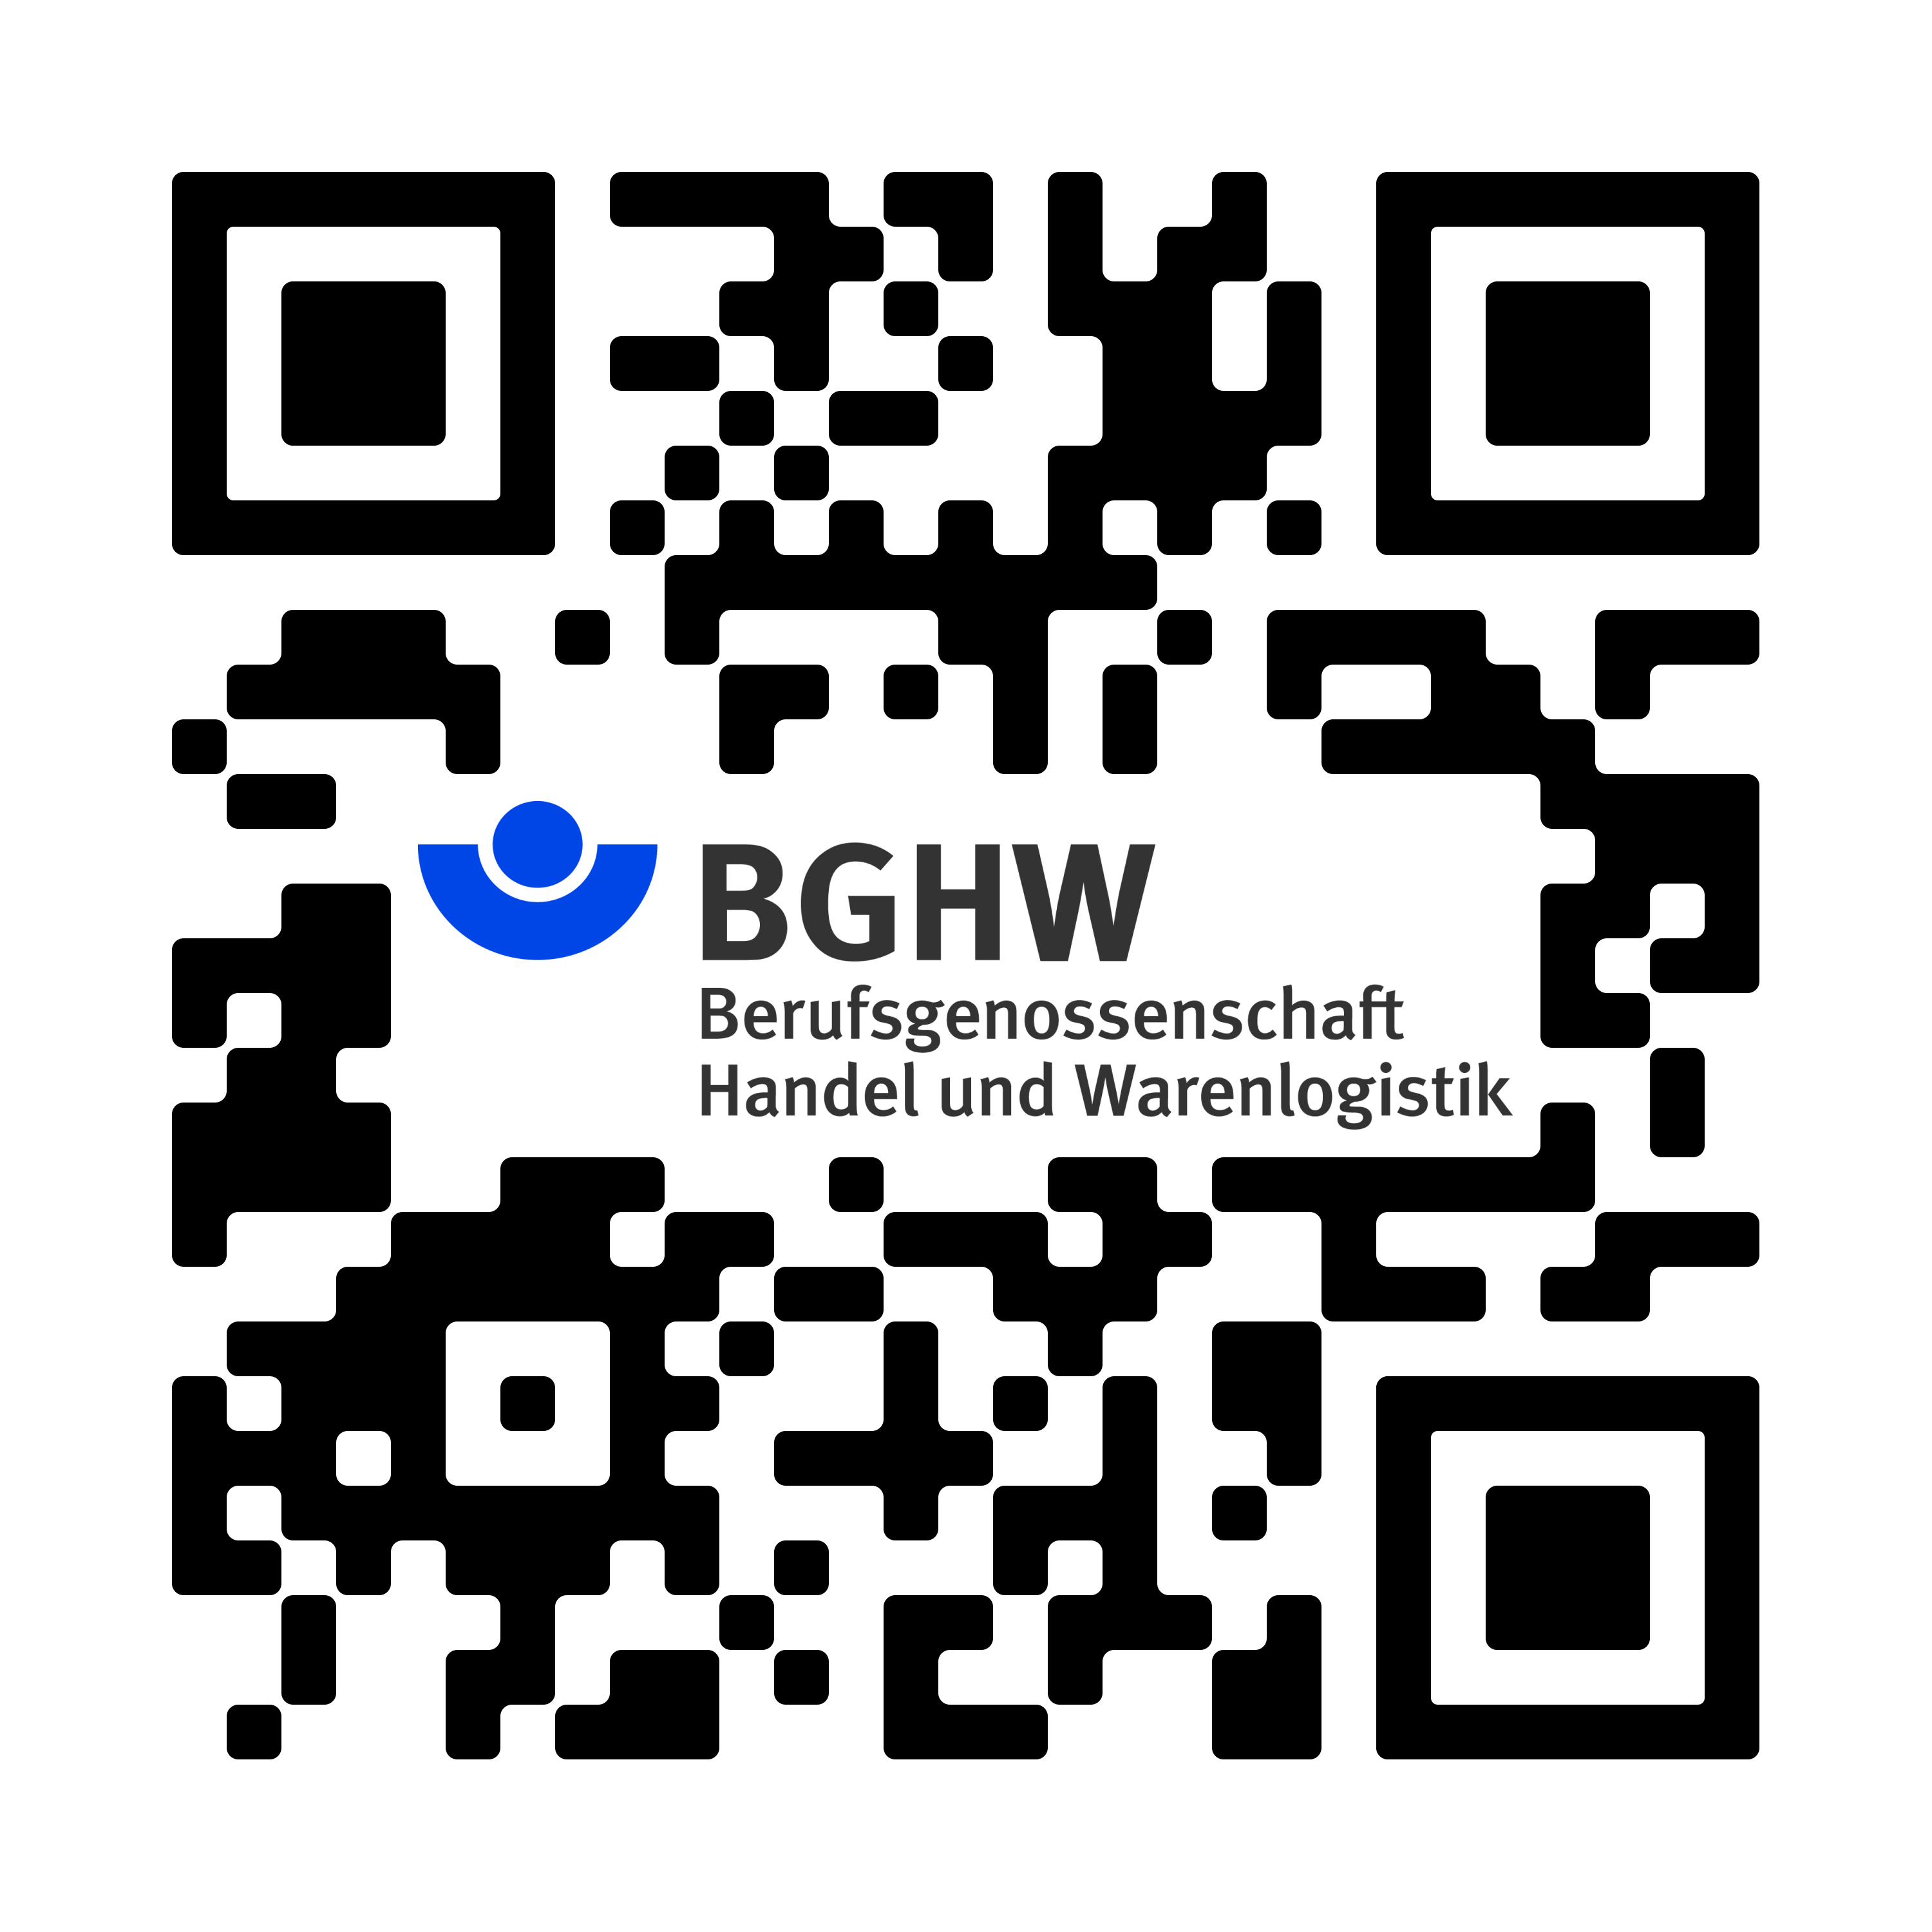 BGHW
Berufsgenossenschaft
Handel und Warenlogistik